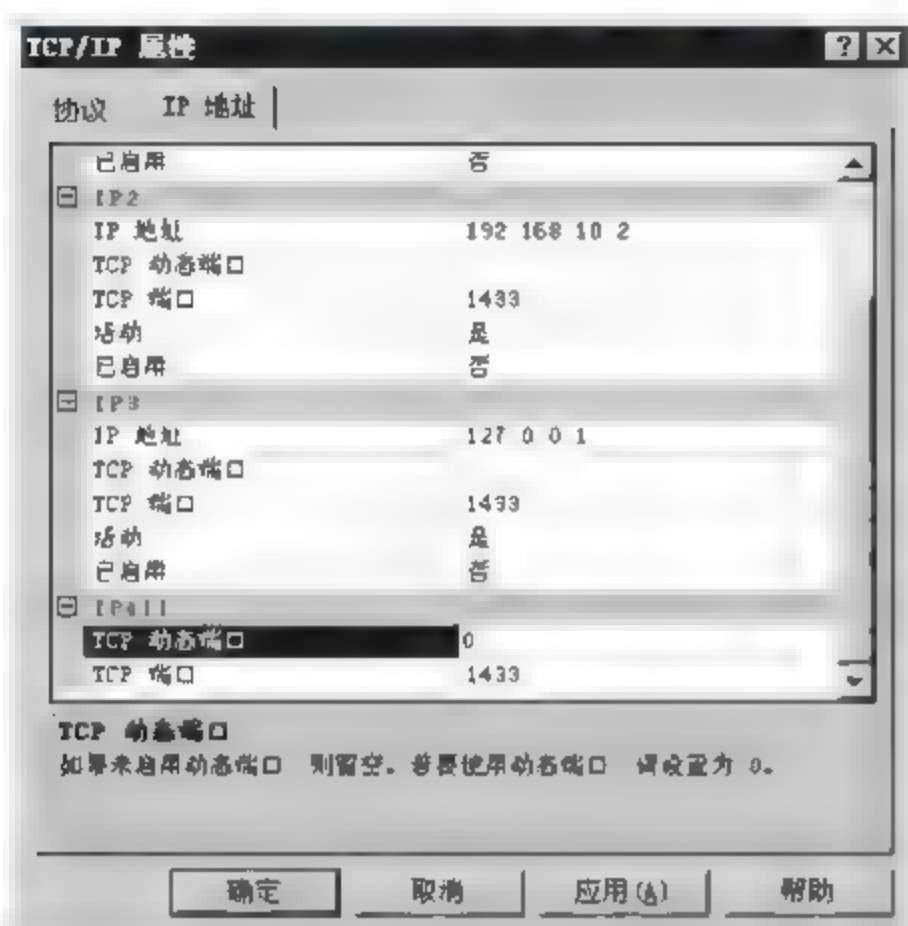 TCP/IP 属性
协议 IP 地址
已启用 否
IP2
IP 地址 192 168 10 2
TCP 动态端口
TCP 端口 1433
活动 是
已启用 否
IP3
IP 地址 127 0 0 1
TCP 动态端口
TCP 端口 1433
活动 是
已启用 否
IPAll
TCP 动态端口 0
TCP 端口 1433
TCP 动态端口
如果未启用动态端口 则留空。若要使用动态端口 请设置为 0。
确定 取消 应用(A) 帮助